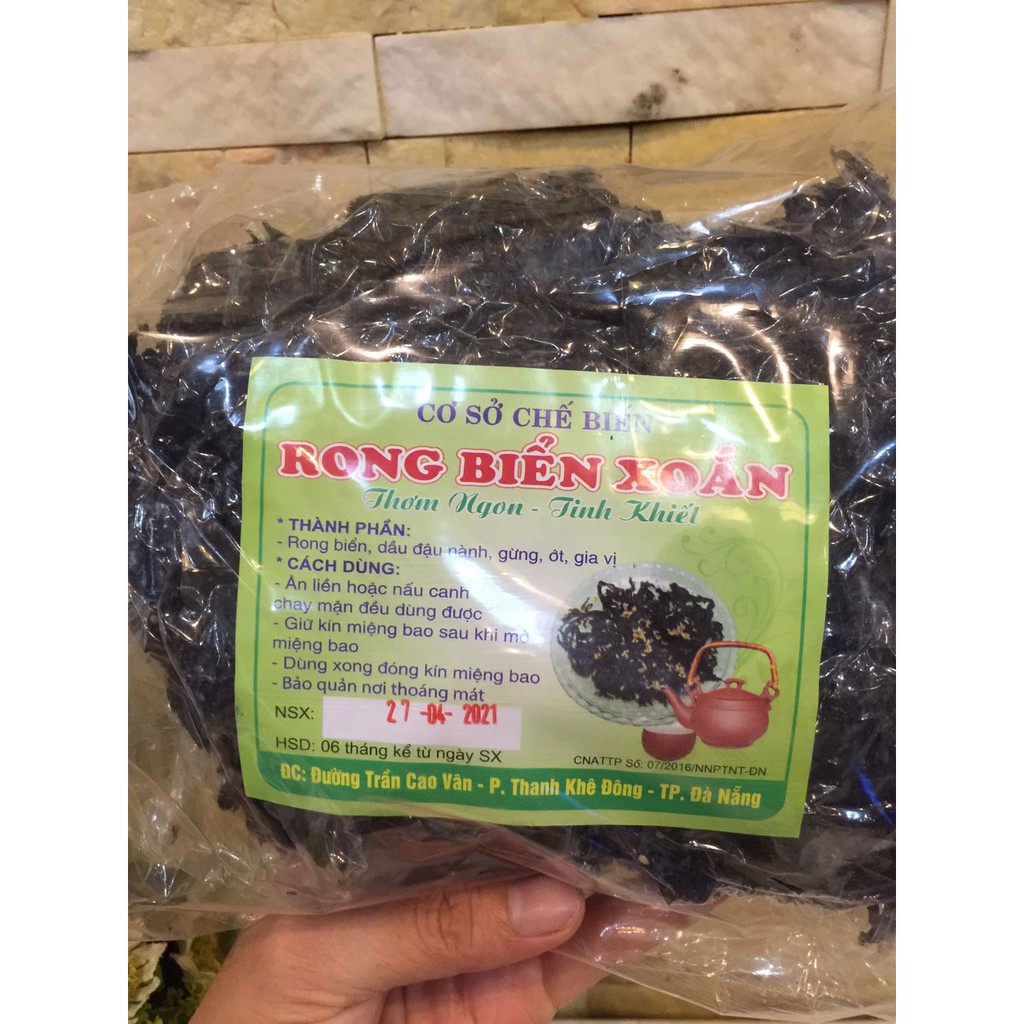 CƠ SỞ CHẾ BIẾN
RONG BIỂN XOẮN
Thơm Ngon - Tinh Khiết
* THÀNH PHẦN:
- Rong biển, dầu đậu nành, gừng, ớt, gia vị
* CÁCH DÙNG:
- Ăn liền hoặc nấu canh
chay mặn đều dùng được
- Giữ kín miệng bao sau khi mở
miệng bao
- Dùng xong đóng kín miệng bao
- Bảo quản nơi thoáng mát
NSX: 27-04-2021
HSD: 06 tháng kể từ ngày SX
CNATTP Số: 07/2016/NNPTNT-ĐN
ĐC: Đường Trần Cao Vân - P. Thanh Khê Đông - TP. Đà Nẵng